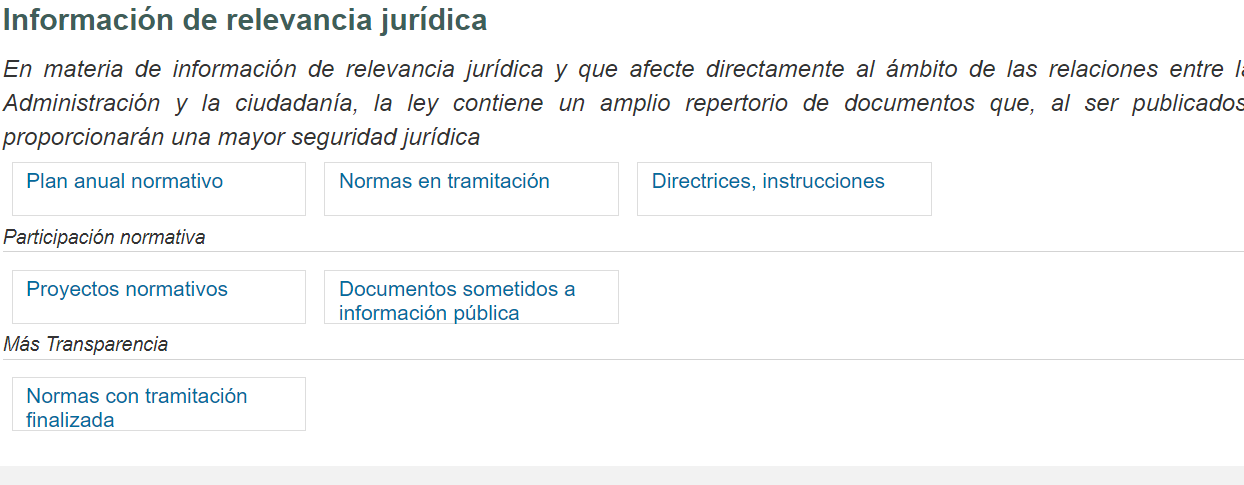 Información de relevancia jurídica
En materia de información de relevancia jurídica y que afecte directamente al ámbito de las relaciones entre
Administración y la ciudadanía, la ley contiene un amplio repertorio de documentos que, al ser publicados
proporcionarán una mayor seguridad jurídica
Plan anual normativo
Normas en tramitación
Directrices, instrucciones
Participación normativa
Proyectos normativos
Documentos sometidos a
información pública
Más Transparencia
Normas con tramitación
finalizada